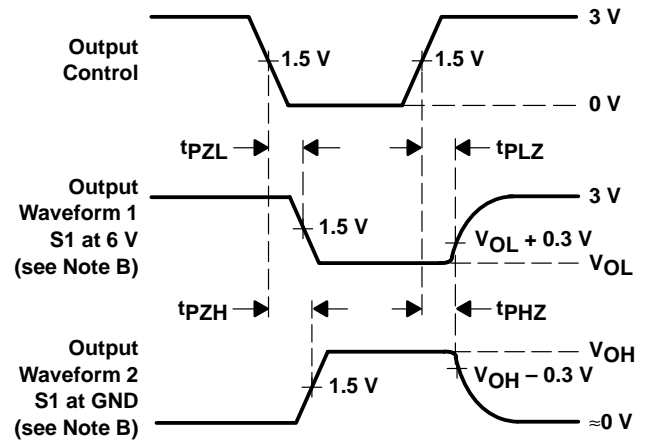 3 V
Output
Control
1.5 V
1.5 V
0 V
tPZL
tPLZ
Output
Waveform 1
S1 at 6 V
(see Note B)
3 V
1.5 V
VOL + 0.3 V
VOL
tPZH
tPHZ
Output
Waveform 2
S1 at GND
(see Note B)
VOH
1.5 V
VOH – 0.3 V
≈0 V